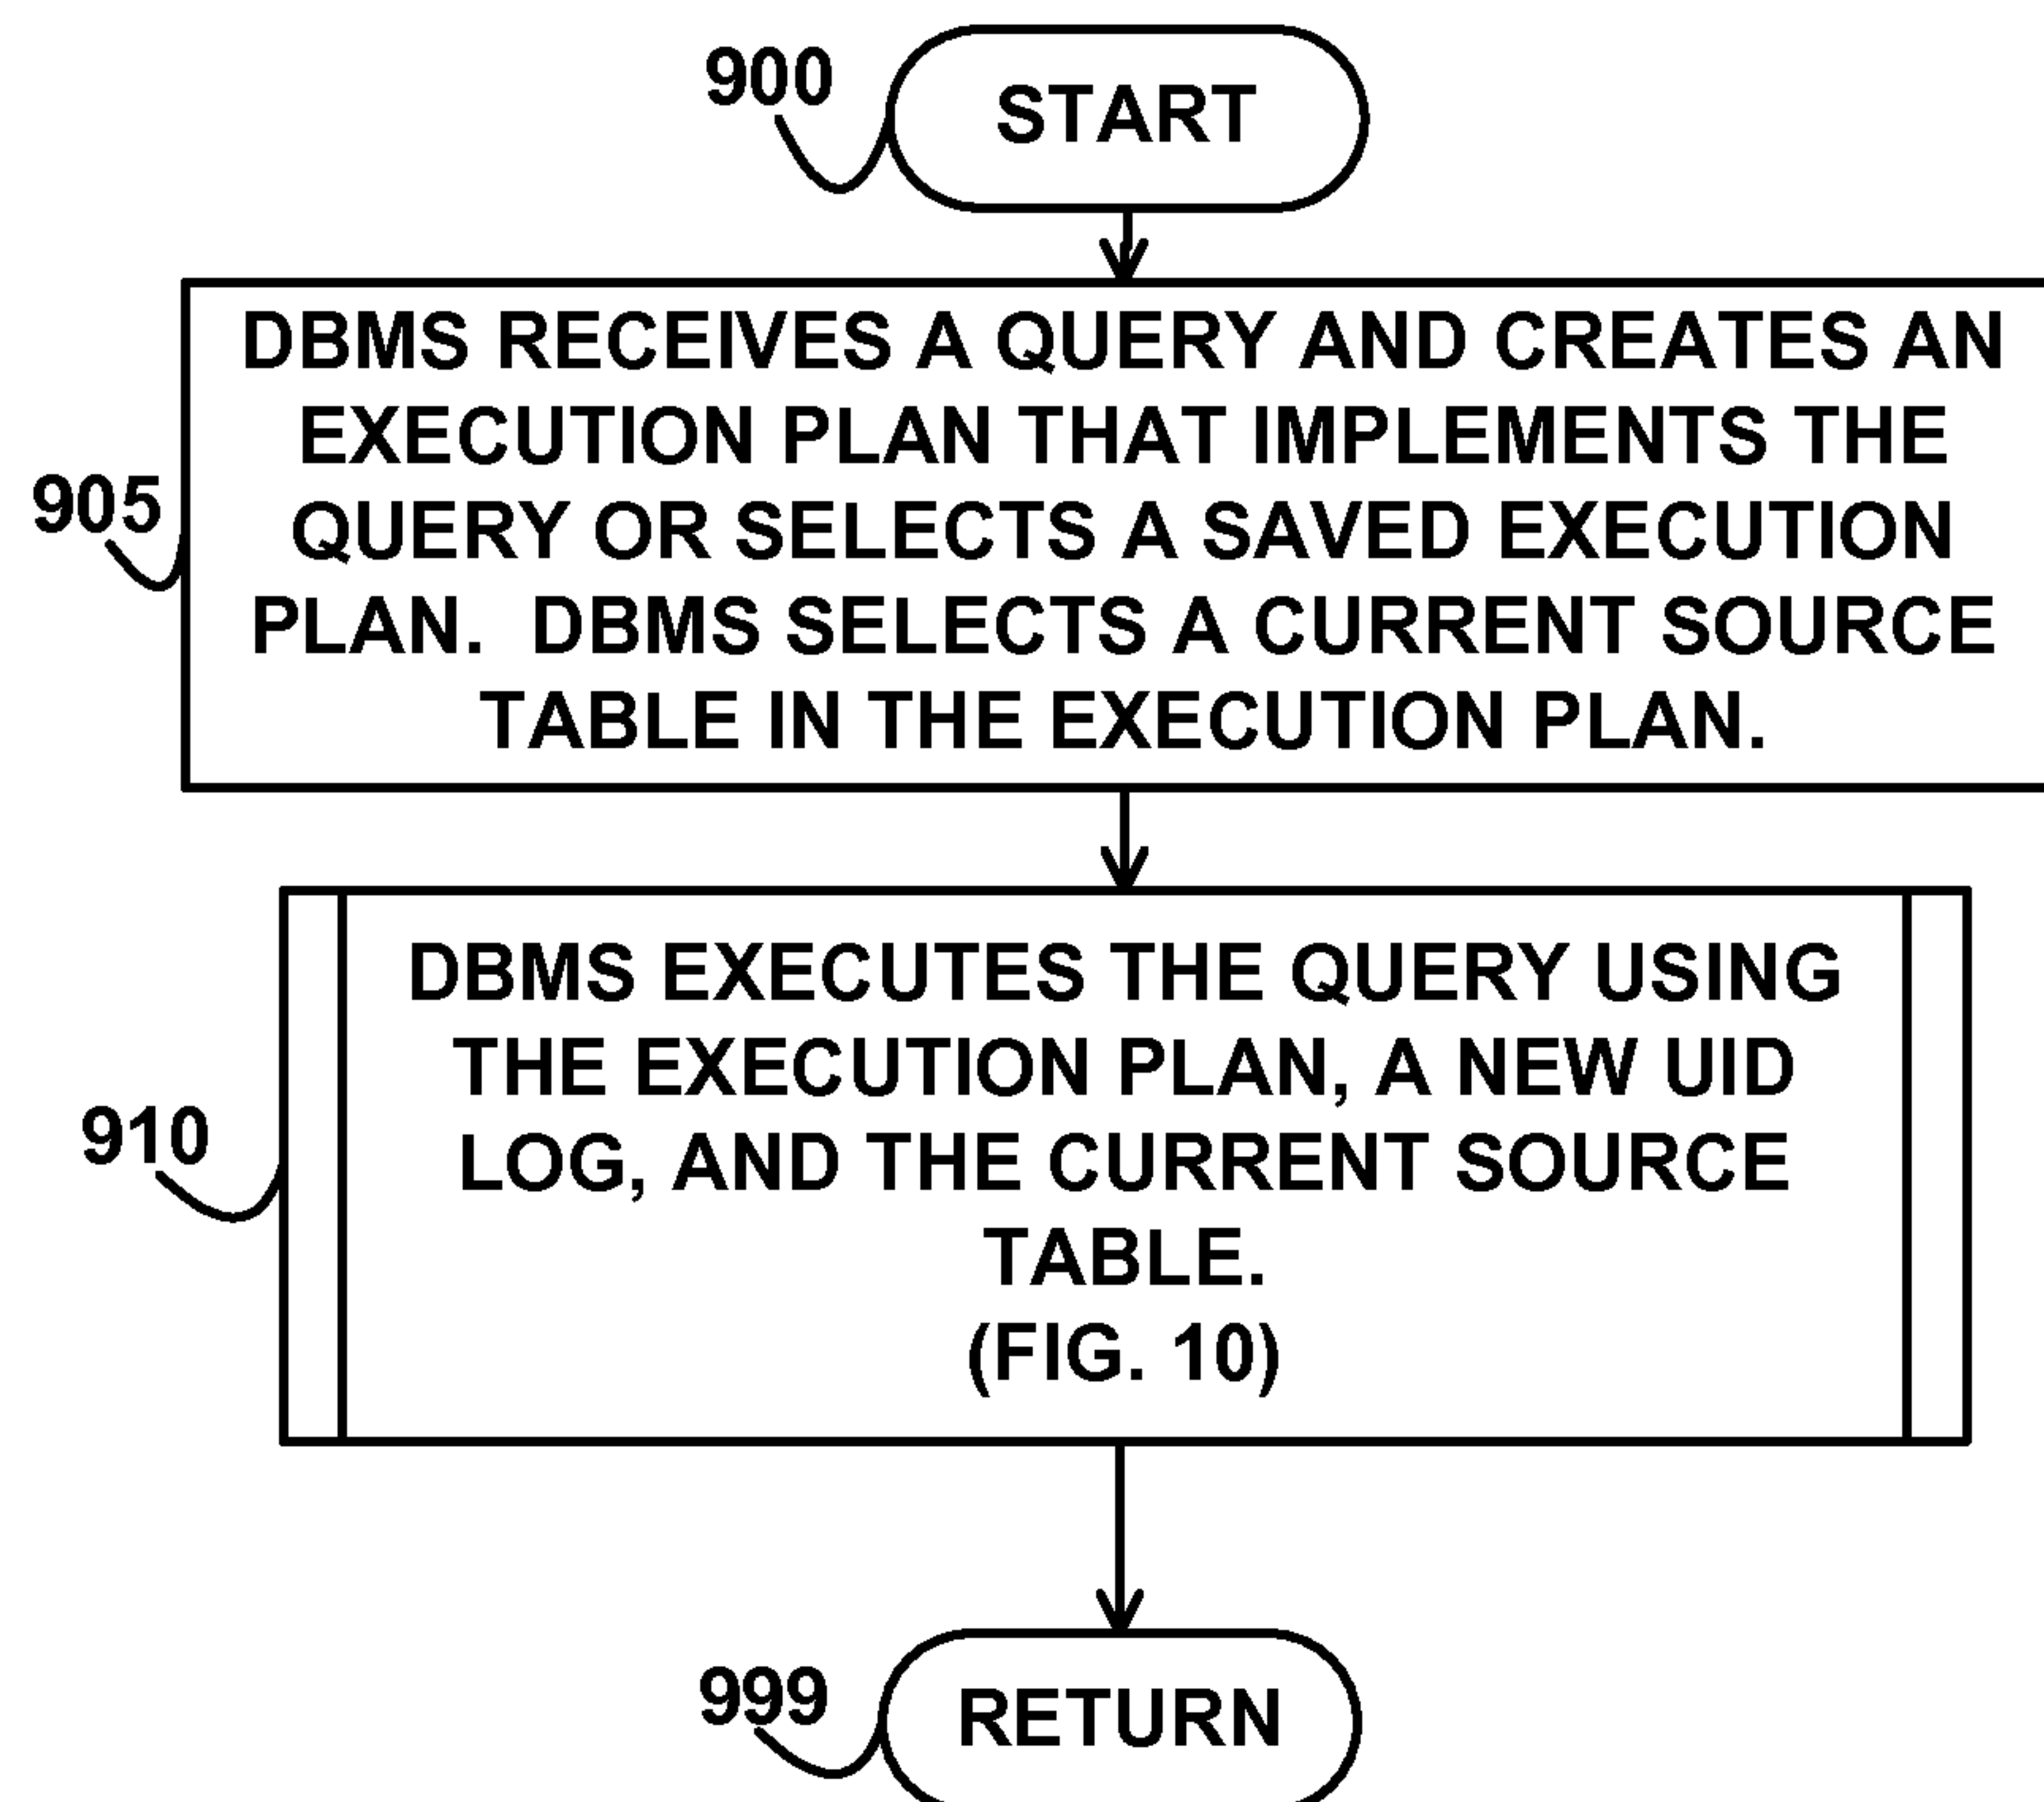 900
START
DBMS RECEIVES A QUERY AND CREATES AN
EXECUTION PLAN THAT IMPLEMENTS THE
QUERY OR SELECTS A SAVED EXECUTION
PLAN.  DBMS SELECTS A CURRENT SOURCE
TABLE IN THE EXECUTION PLAN.
905
DBMS EXECUTES THE QUERY USING
THE EXECUTION PLAN, A NEW UID
LOG, AND THE CURRENT SOURCE
TABLE.
(FIG. 10)
910
999
RETURN